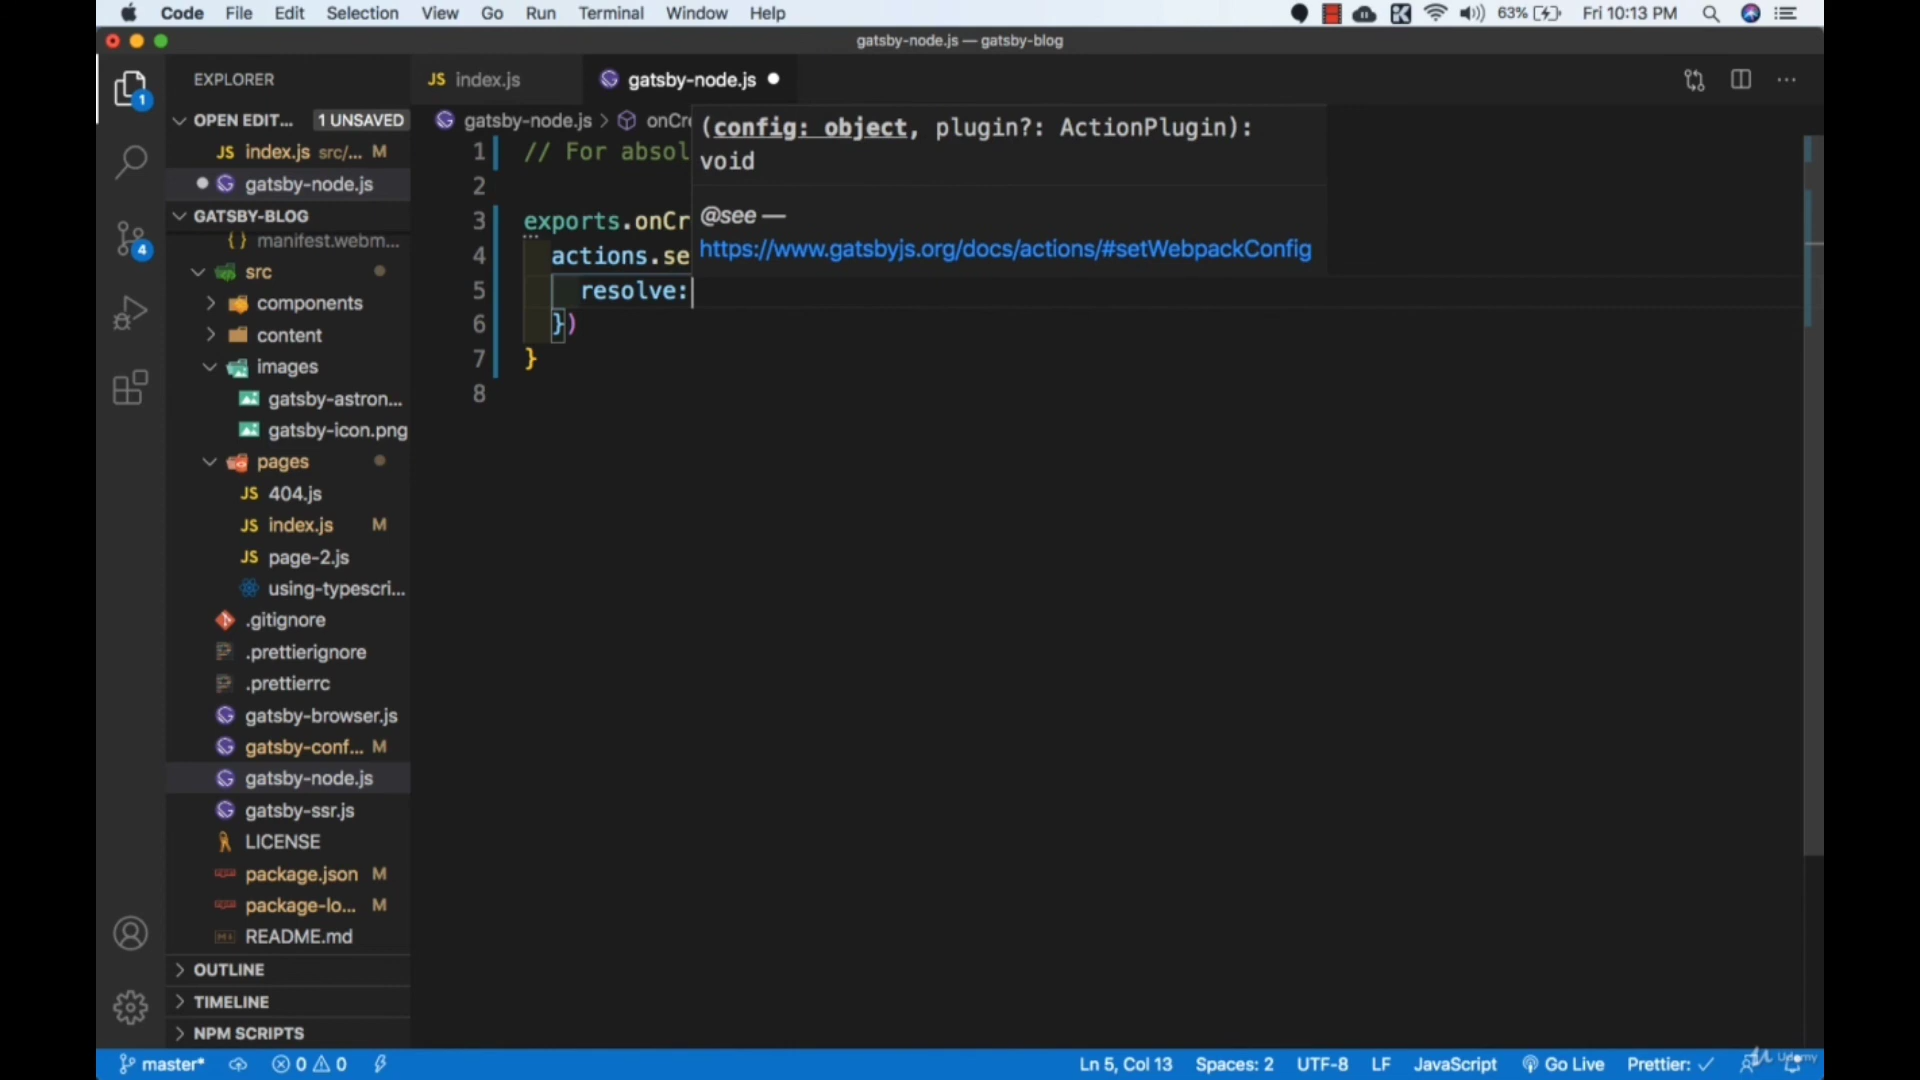 Code File Edit Selection View Go Run Terminal Window Help 63% Fri 10:13 PM
gatsby-node.js — gatsby-blog
EXPLORER
JS index.js
gatsby-node.js
OPEN EDIT... 1 UNSAVED
JS index.js src/... M
gatsby-node.js
GATSBY-BLOG
manifest.webm...
src
components
content
images
gatsby-astron...
gatsby-icon.png
pages
JS 404.js
JS index.js M
JS page-2.js
using-typescri...
.gitignore
.prettierignore
.prettierrc
gatsby-browser.js
gatsby-conf... M
gatsby-node.js
gatsby-ssr.js
LICENSE
package.json M
package-lo... M
README.md
OUTLINE
TIMELINE
NPM SCRIPTS
1
4
gatsby-node.js > onCre
1 // For absol
2
3 exports.onCr
4 actions.se
5 resolve:
6 })
7 }
8
(config: object, plugin?: ActionPlugin):
void
@see —
https://www.gatsbyjs.org/docs/actions/#setWebpackConfig
master* 0 0 Ln 5, Col 13 Spaces: 2 UTF-8 LF JavaScript Go Live Prettier: ✓
Udemy